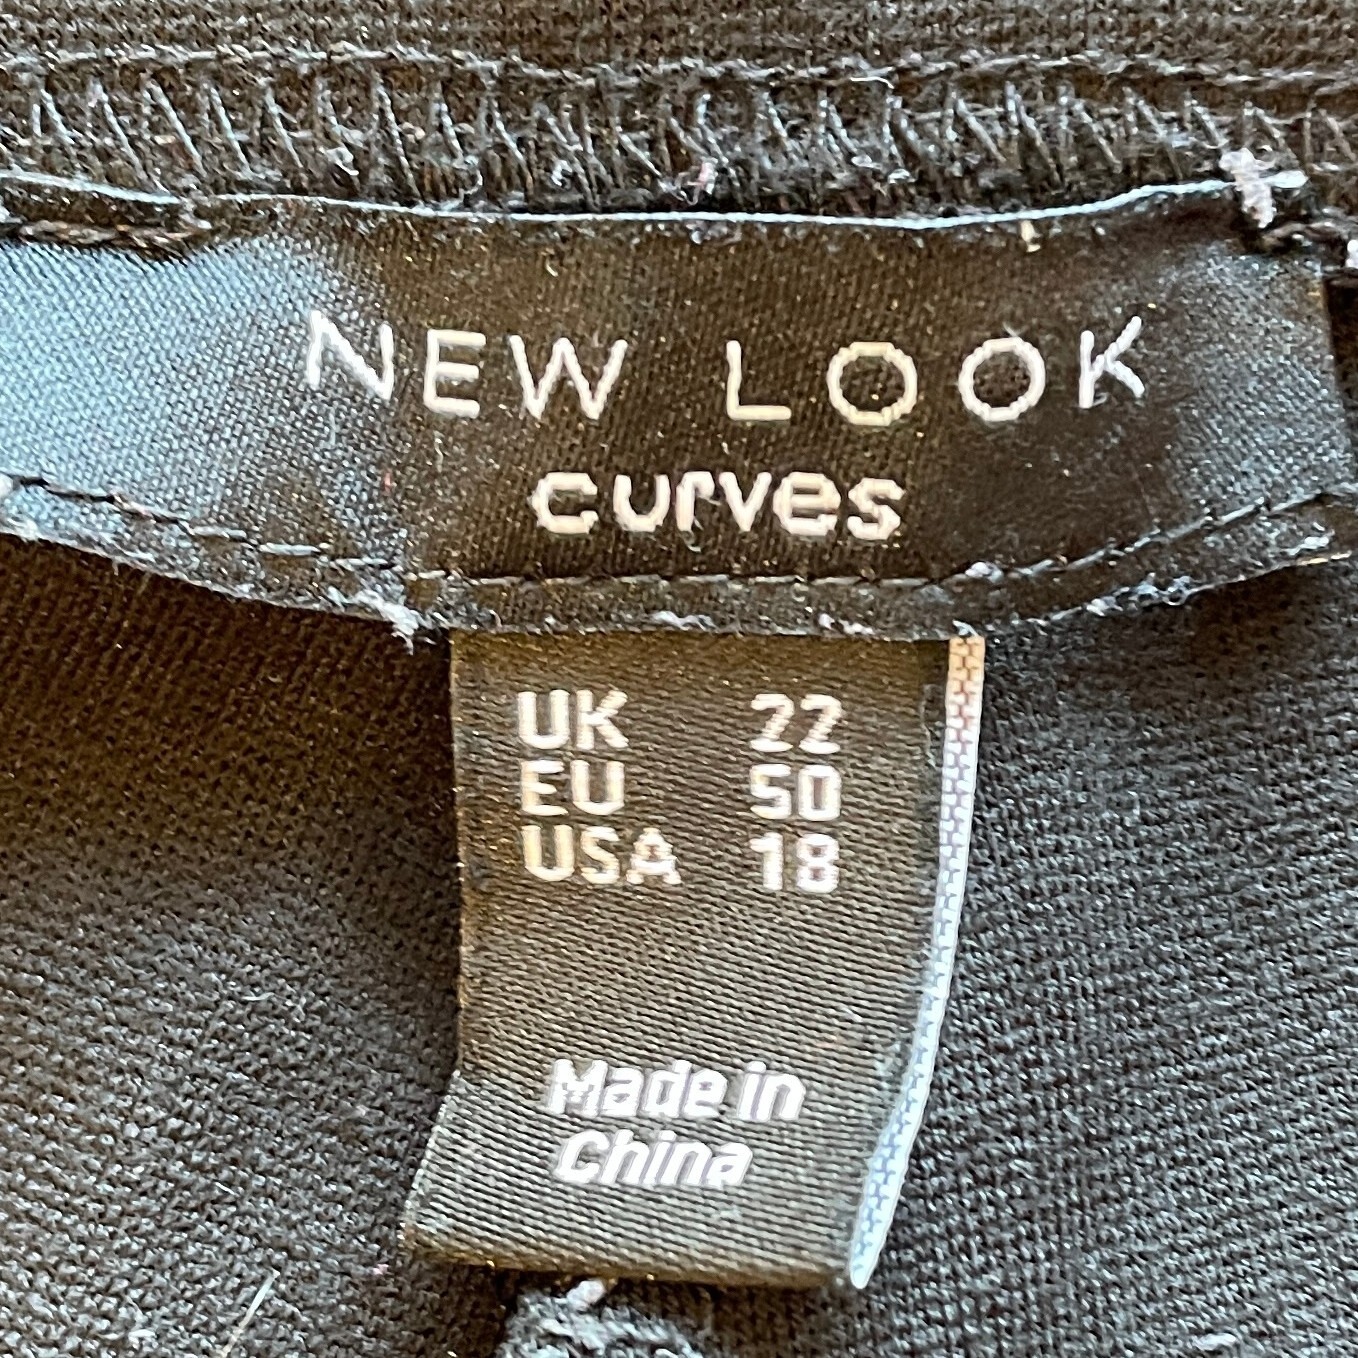 NEW LOOK
curves
UK 22
EU 50
USA 18
Made in
China